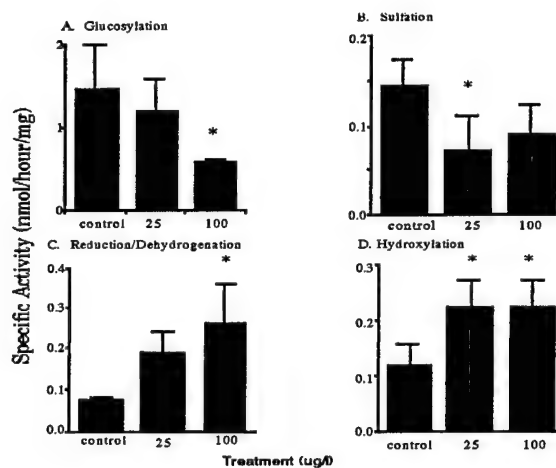 A. Glucosylation
2
1
0
*
control 25 100
B. Sulfation
0.2
0.1
0.0
*
control 25 100
Specific Activity (nmol/hour/mg)
C. Reduction/Dehydrogenation
0.4
0.3
0.2
0.1
0.0
*
control 25 100
D. Hydroxylation
0.3
0.2
0.1
0.0
* *
control 25 100
Treatment (ug/l)